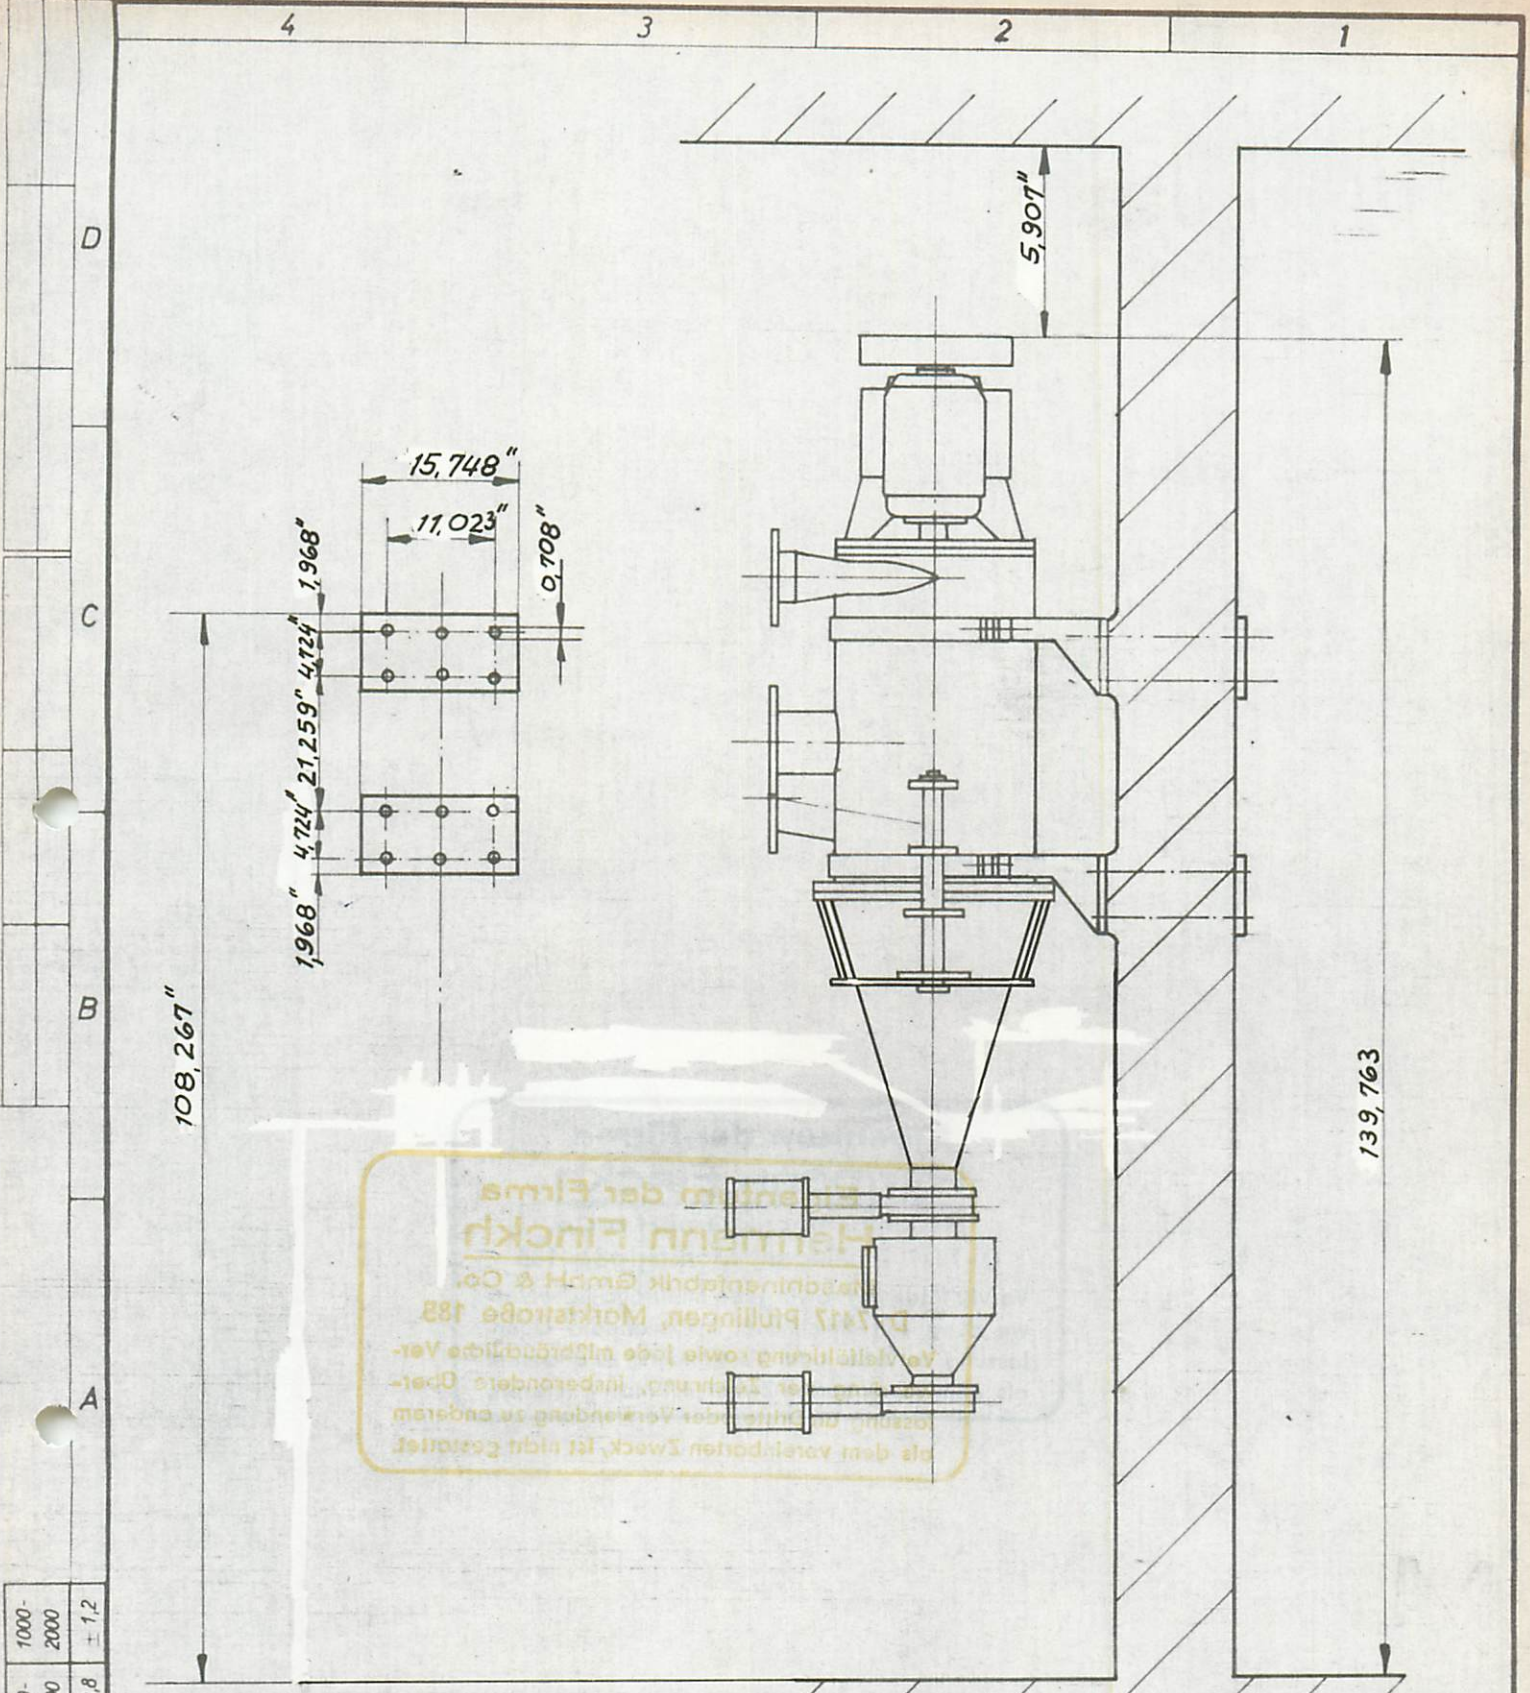 4 3 2 1
D
C
B
A
5,907"
15,748"
11,023"
0,708"
1,968"
4,724"
21,259"
4,724"
1,968"
108,267"
139,763
Eigentum der Firma
Hermann Finckh
Maschinenfabrik GmbH & Co.
D 7417 Pfullingen, Marktstraße 185
Vervielfältigung sowie jede mißbräuchliche Ver-
der Zeichnung, insbesondere Über-
lassung an Dritte oder Verwendung zu anderem
als dem vereinbarten Zweck, ist nicht gestattet.
1000-
2000
± 1,2